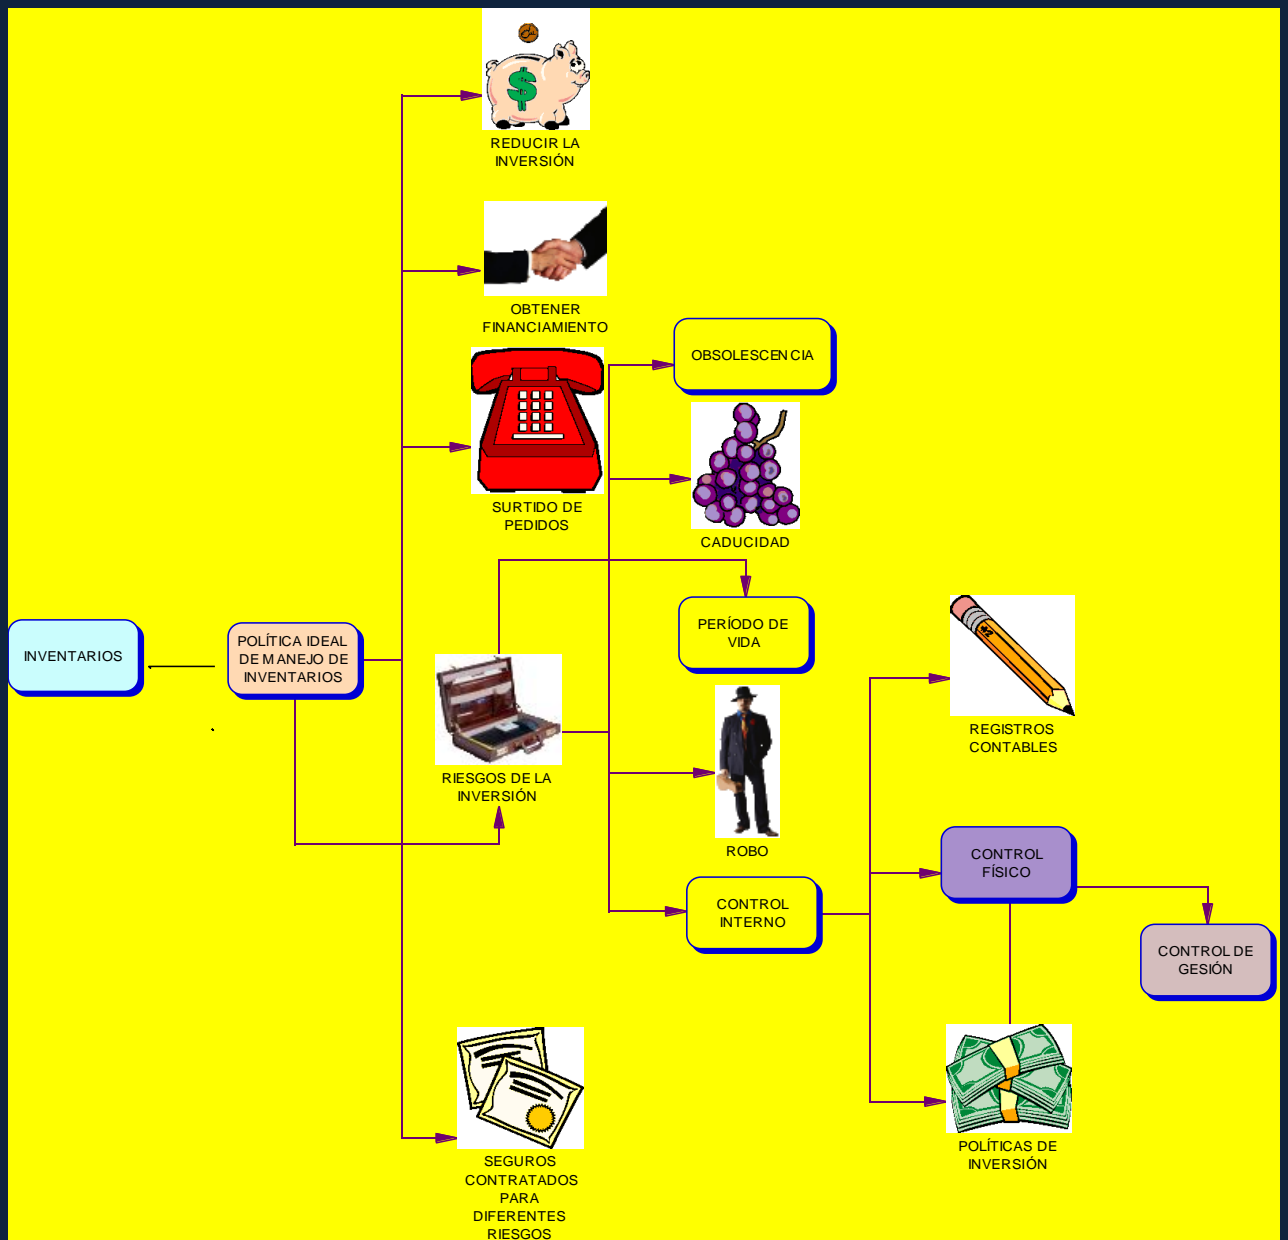 REDUCIR LA
INVERSIÓN
OBTENER
FINANCIAMIENTO
OBSOLESCENCIA
SURTIDO DE
PEDIDOS
CADUCIDAD
INVENTARIOS
POLÍTICA IDEAL
DE MANEJO DE
INVENTARIOS
PERÍODO DE
VIDA
RIESGOS DE LA
INVERSIÓN
REGISTROS
CONTABLES
ROBO
CONTROL
FÍSICO
CONTROL
INTERNO
CONTROL DE
GESIÓN
POLÍTICAS DE
INVERSIÓN
SEGUROS
CONTRATADOS
PARA
DIFERENTES
RIESGOS